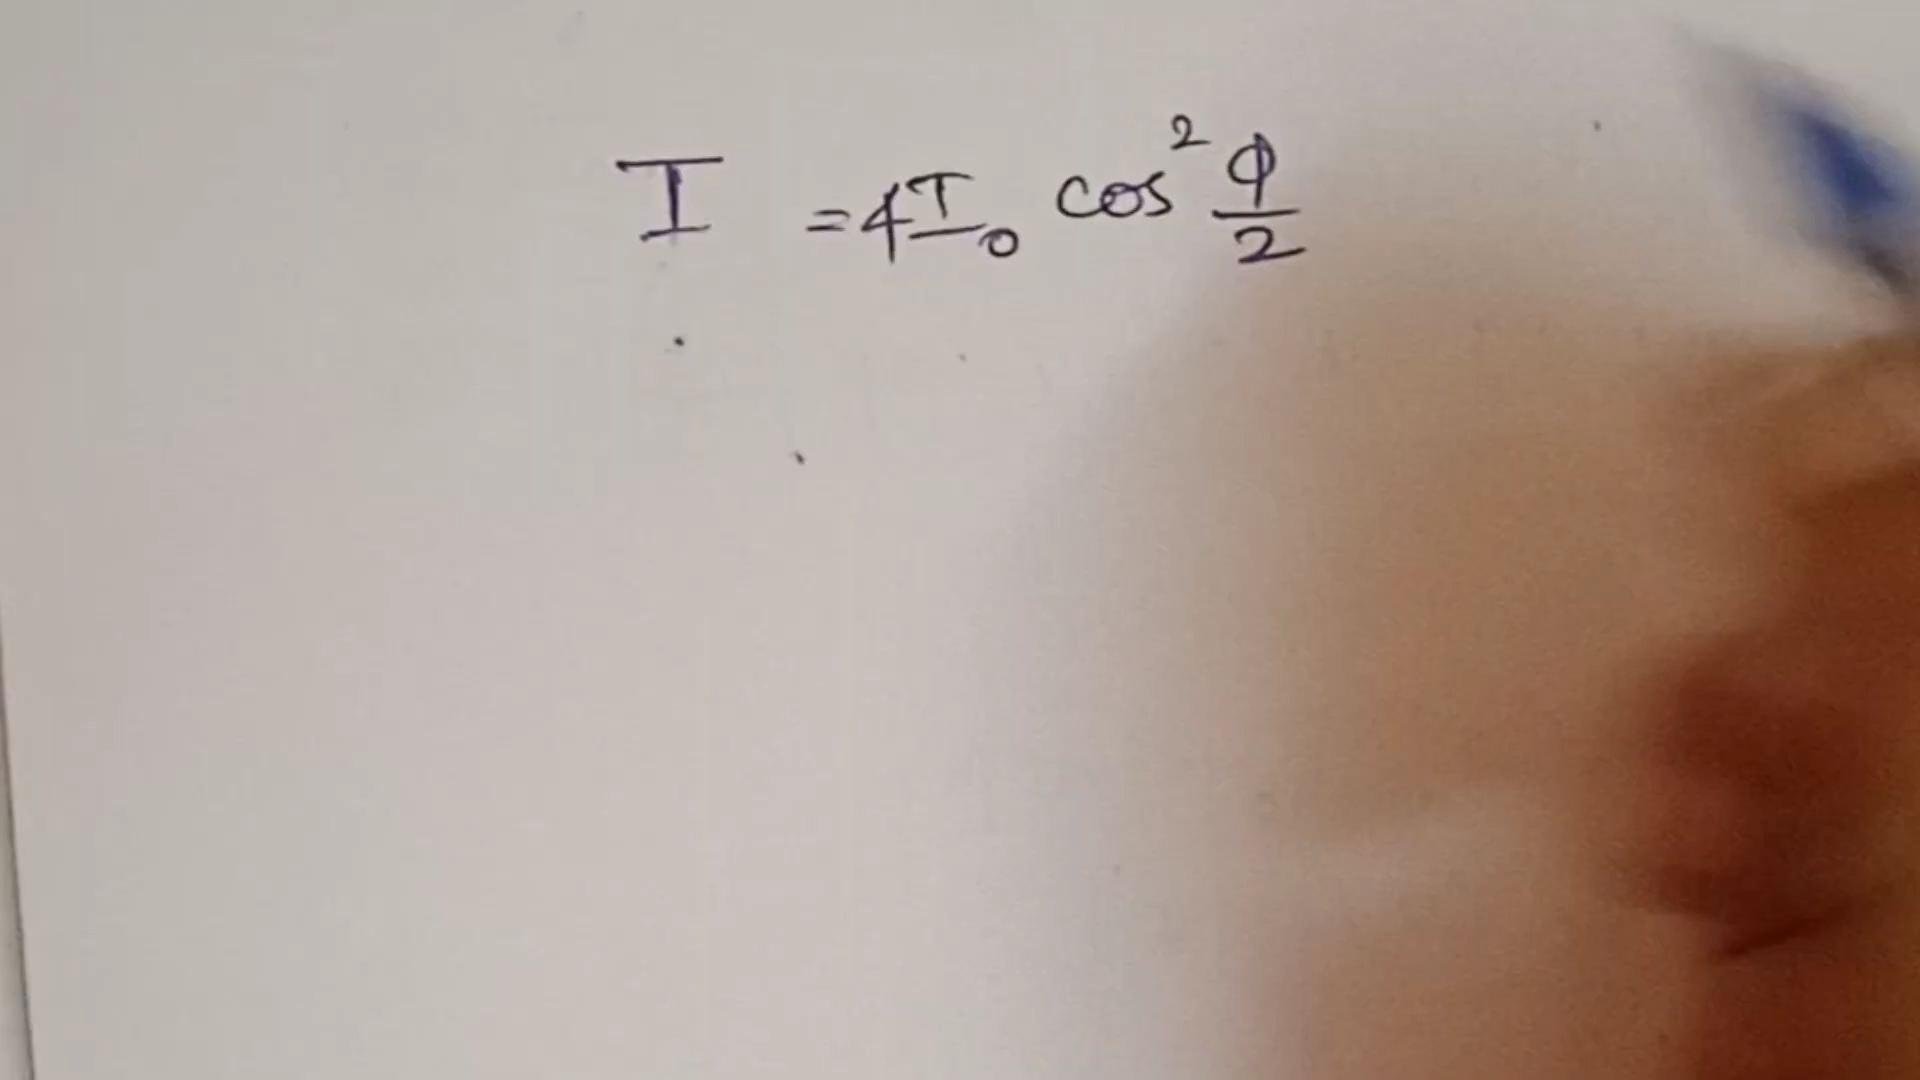 I = 4I₀ cos² φ/2